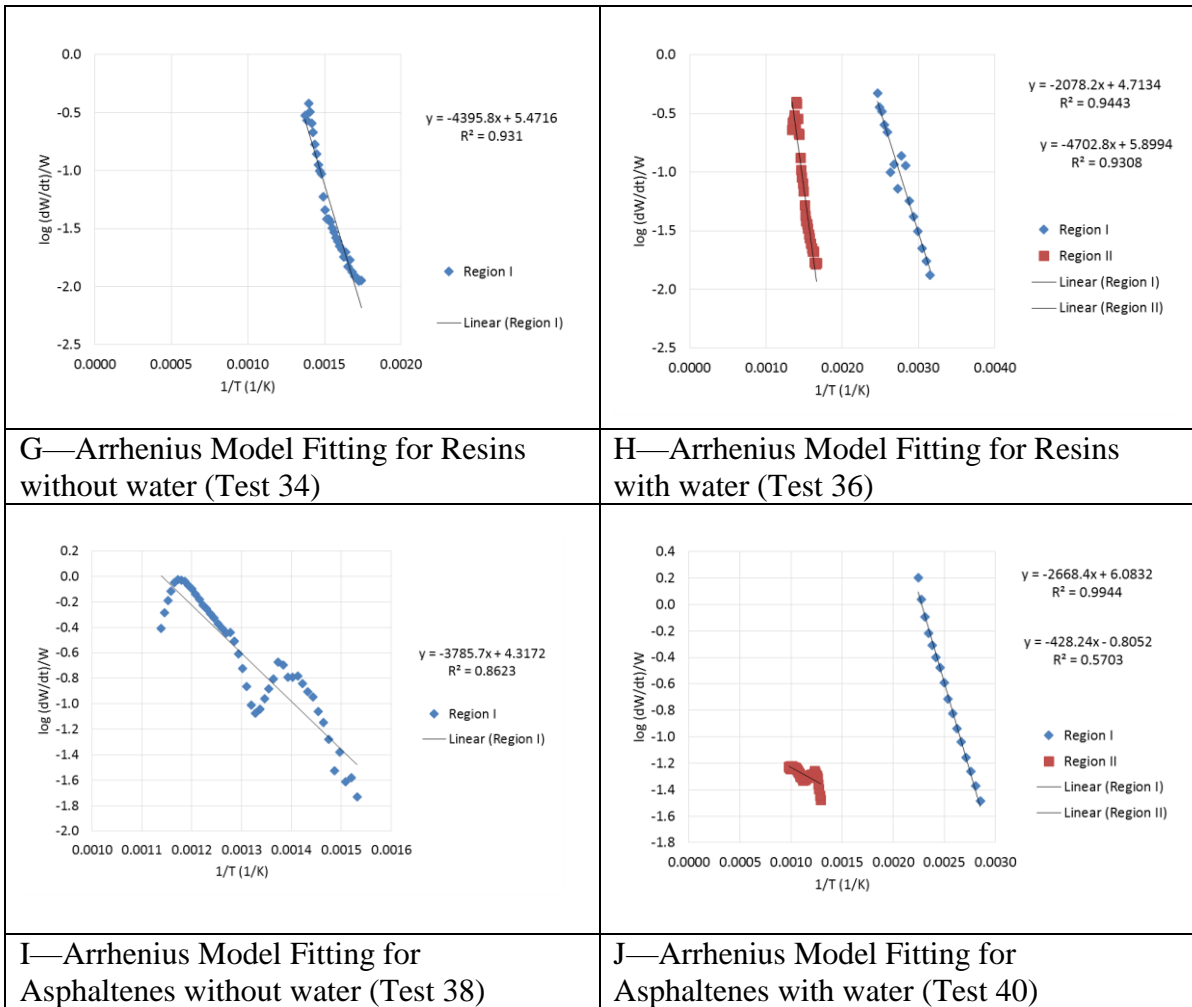 0.0
-0.5
-1.0
-1.5
-2.0
-2.5
log (dW/dt)/W
0.0000 0.0005 0.0010 0.0015 0.0020
1/T (1/K)
y = -4395.8x + 5.4716
R² = 0.931
Region I
Linear (Region I)
G—Arrhenius Model Fitting for Resins
without water (Test 34)
0.0
-0.5
-1.0
-1.5
-2.0
-2.5
log (dW/dt)/W
0.0000 0.0010 0.0020 0.0030 0.0040
1/T (1/K)
y = -2078.2x + 4.7134
R² = 0.9443
y = -4702.8x + 5.8994
R² = 0.9308
Region I
Region II
Linear (Region I)
Linear (Region II)
H—Arrhenius Model Fitting for Resins
with water (Test 36)
0.2
0.0
-0.2
-0.4
-0.6
-0.8
-1.0
-1.2
-1.4
-1.6
-1.8
-2.0
log (dW/dt)/W
0.0010 0.0011 0.0012 0.0013 0.0014 0.0015 0.0016
1/T (1/K)
y = -3785.7x + 4.3172
R² = 0.8623
Region I
Linear (Region I)
I—Arrhenius Model Fitting for
Asphaltenes without water (Test 38)
0.4
0.2
0.0
-0.2
-0.4
-0.6
-0.8
-1.0
-1.2
-1.4
-1.6
-1.8
log (dW/dt)/W
0.0000 0.0005 0.0010 0.0015 0.0020 0.0025 0.0030
1/T (1/K)
y = -2668.4x + 6.0832
R² = 0.9944
y = -428.24x - 0.8052
R² = 0.5703
Region I
Region II
Linear (Region I)
Linear (Region II)
J—Arrhenius Model Fitting for
Asphaltenes with water (Test 40)